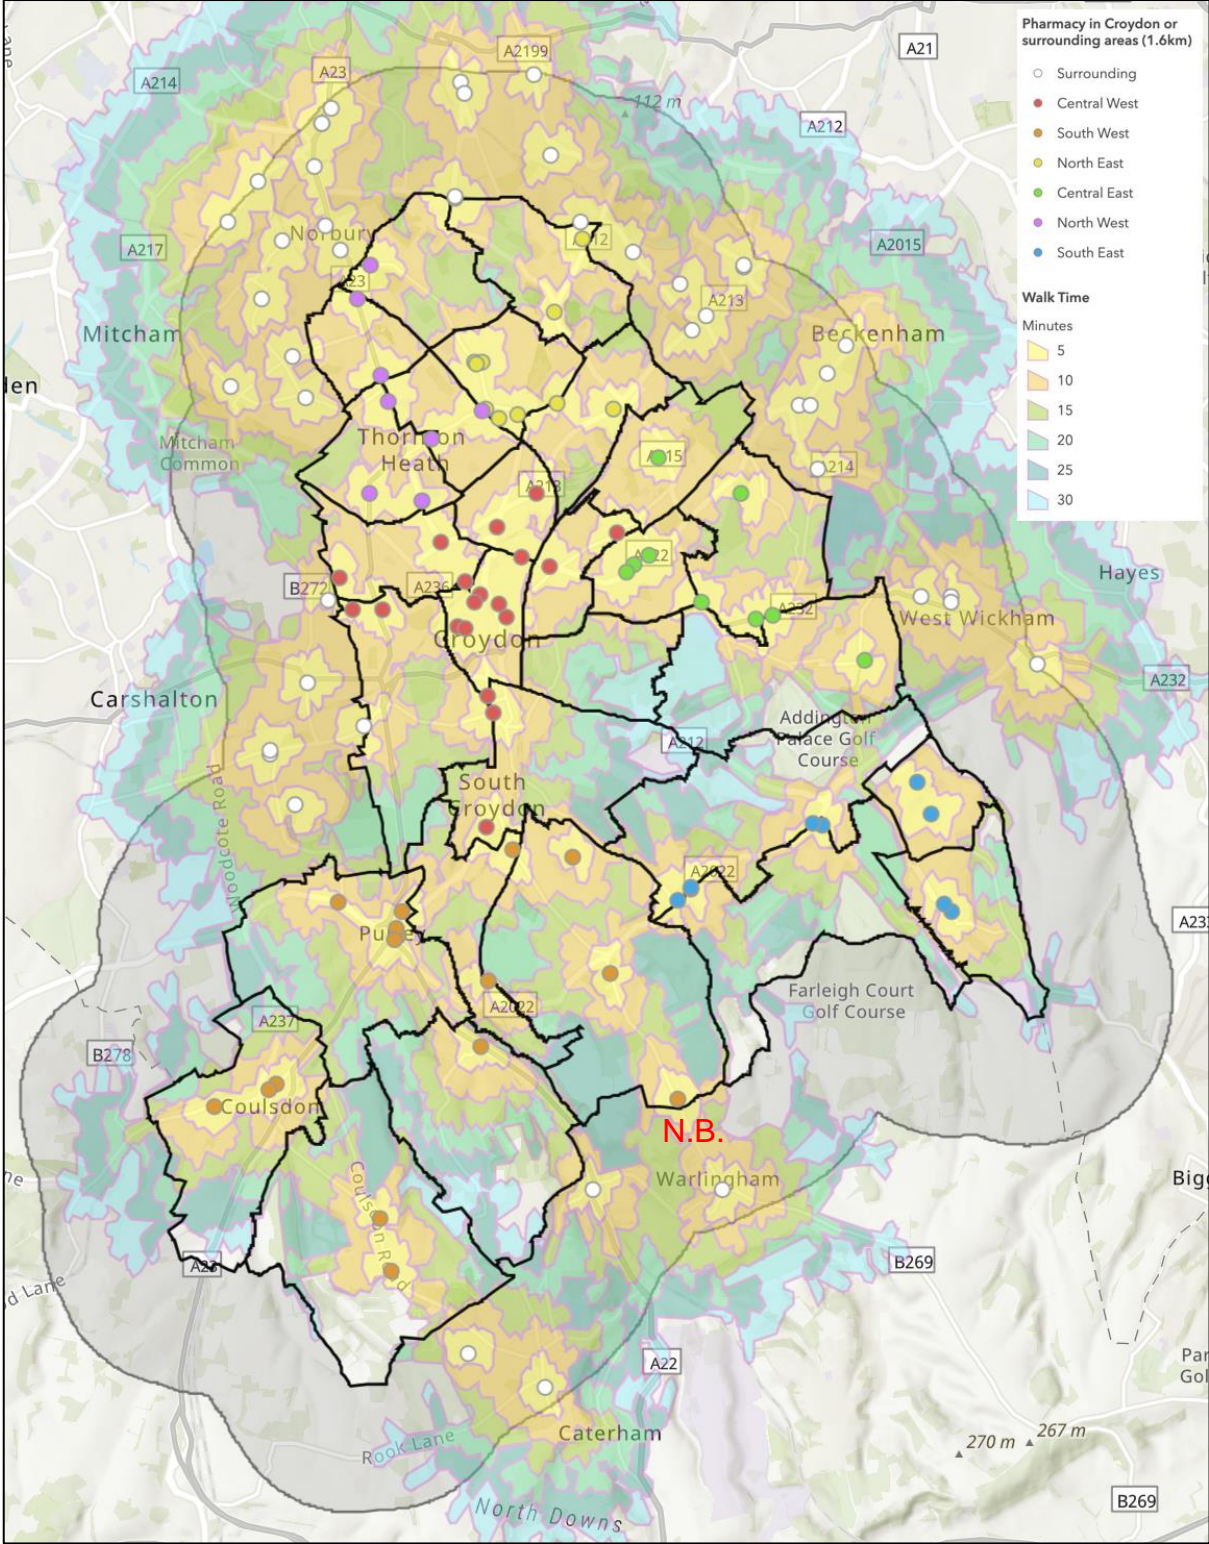 Pharmacy in Croydon or
surrounding areas (1.6km)
Surrounding
Central West
South West
North East
Central East
North West
South East
Walk Time
Minutes
5
10
15
20
25
30
A2199
A21
A23
A214
112 m
A212
Norbury
A217
A2015
A23
A213
Mitcham
Beckenham
den
Mitcham
Common
Thornton
Heath
A214
A213
Hayes
B272
A236
A232
West Wickham
Croydon
Carshalton
A232
Addington
Palace Golf
Course
A212
South
Croydon
Woodcote Road
A2022
Purley
A2022
Farleigh Court
Golf Course
A237
B278
Coulsdon
N.B.
Warlingham
Coulsdon Road
A23
B269
A22
Caterham
Rook Lane
270 m
267 m
North Downs
B269